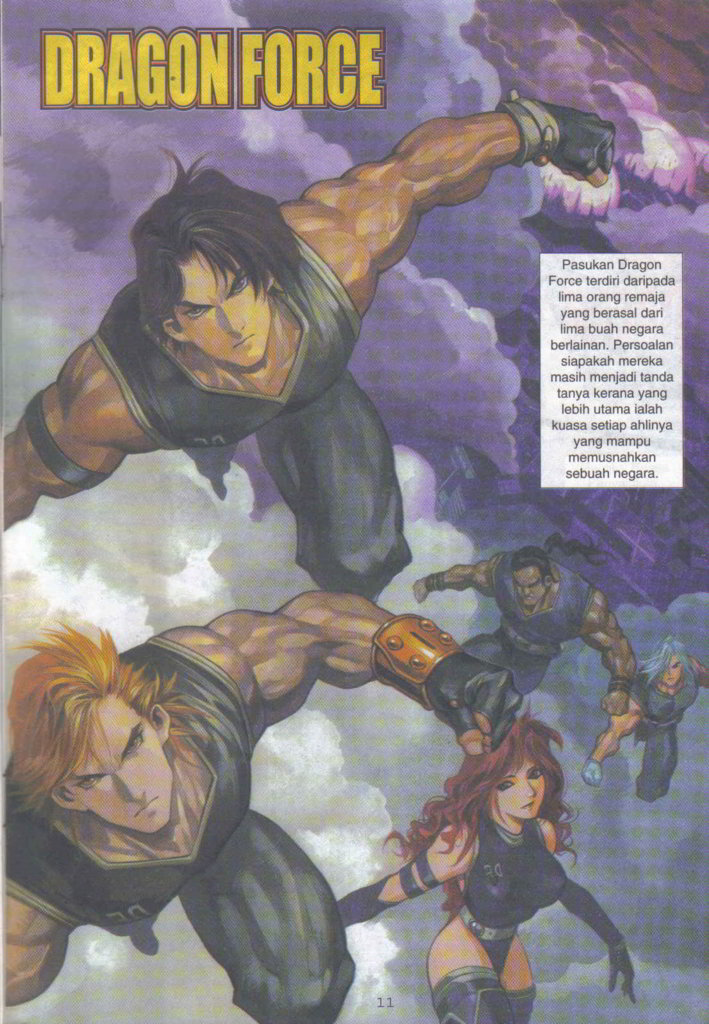 DRAGON FORCE
Pasukan Dragon
Force terdiri daripada
lima orang remaja
yang berasal dari
lima buah negara
berlainan. Persoalan
siapakah mereka
masih menjadi tanda
tanya kerana yang
lebih utama ialah
kuasa setiap ahlinya
yang mampu
memusnahkan
sebuah negara.
11